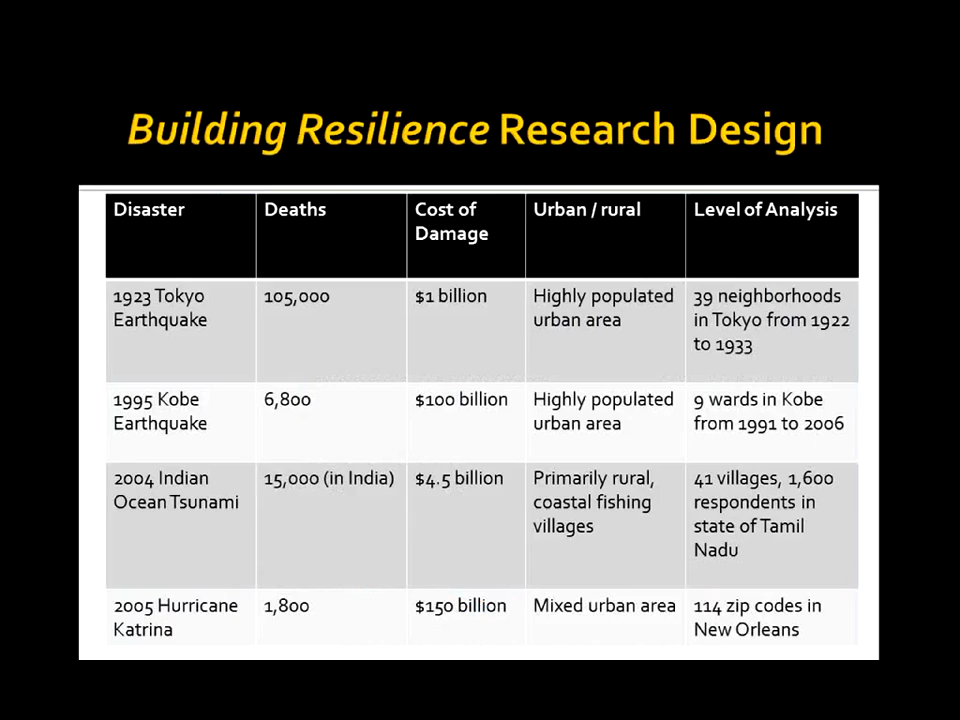 Building Resilience Research Design
Disaster
Deaths
Cost of
Damage
Urban / rural
Level of Analysis
1923 Tokyo
Earthquake
105,000
$1 billion
Highly populated
urban area
39 neighborhoods
in Tokyo from 1922
to 1933
1995 Kobe
Earthquake
6,800
$100 billion
Highly populated
urban area
9 wards in Kobe
from 1991 to 2006
2004 Indian
Ocean Tsunami
15,000 (in India)
$4.5 billion
Primarily rural,
coastal fishing
villages
41 villages, 1,600
respondents in
state of Tamil
Nadu
2005 Hurricane
Katrina
1,800
$150 billion
Mixed urban area
114 zip codes in
New Orleans